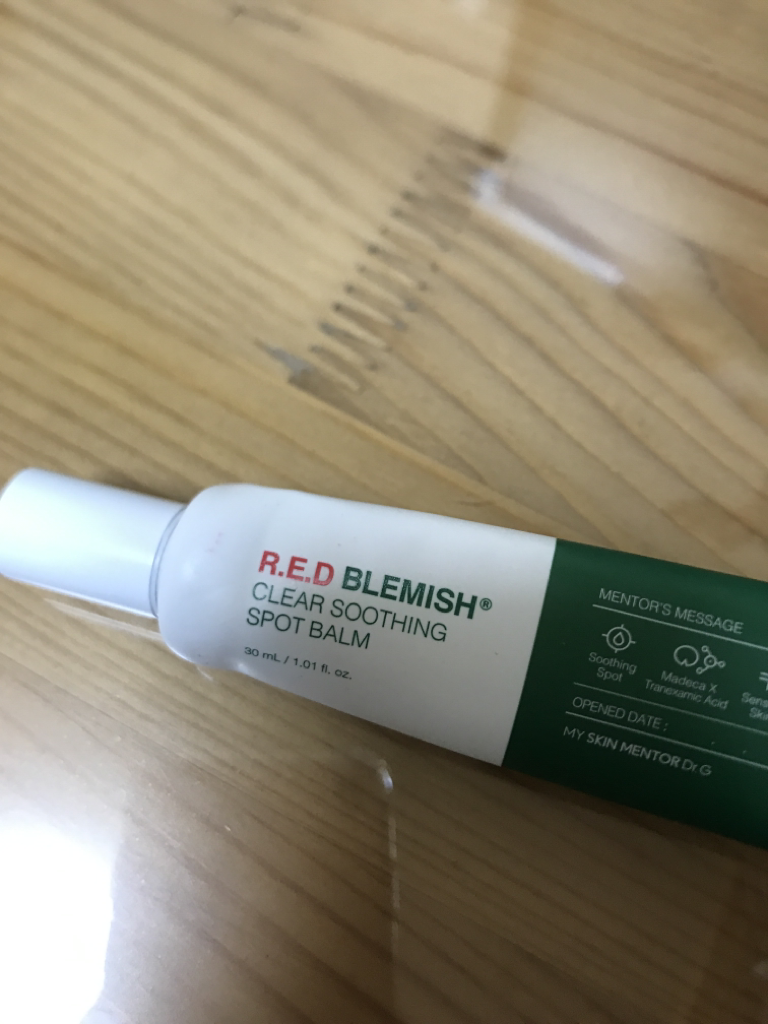 R.E.D BLEMISH®
CLEAR SOOTHING
SPOT BALM
30 mL / 1.01 fl. oz.
MENTOR'S MESSAGE
Soothing
Spot
Madeca X
Tranexamic Acid
OPENED DATE : . .
MY SKIN MENTOR Dr G